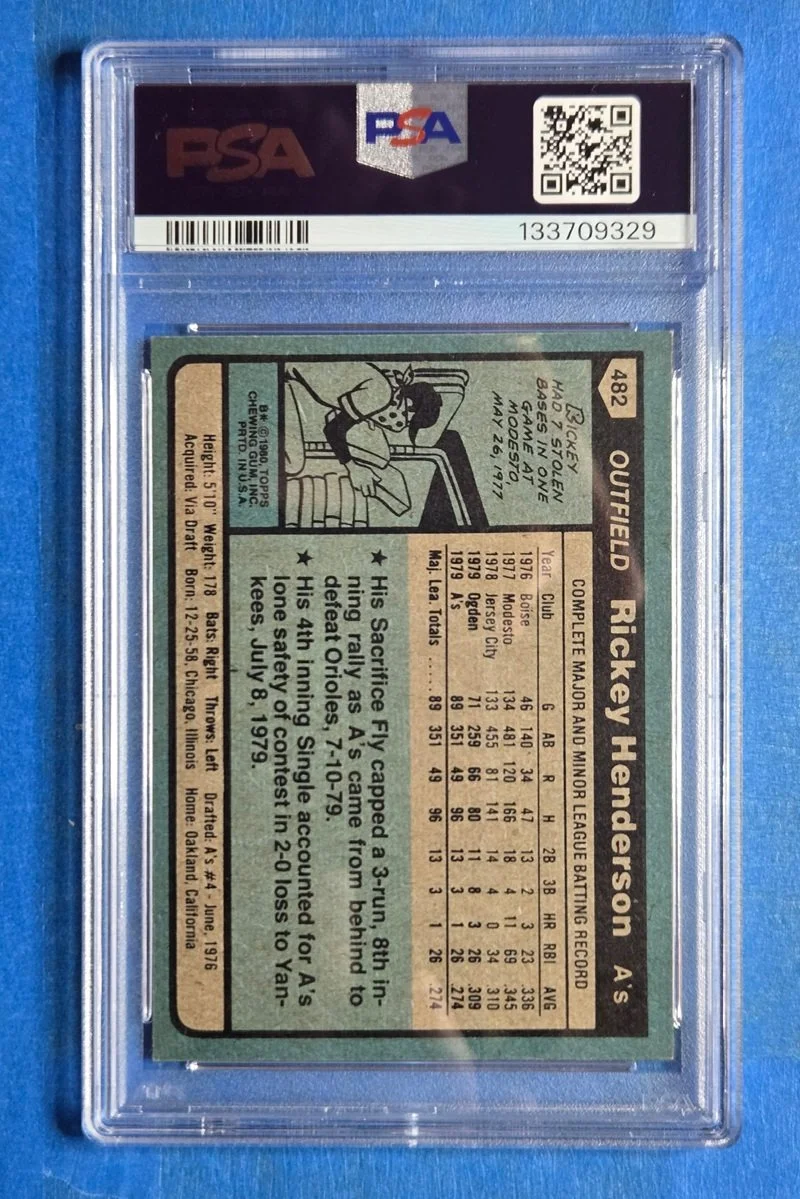 PSA
PSA
133709329
482
OUTFIELD Rickey Henderson A's
RICKEY
HAD 7 STOLEN
BASES IN ONE
GAME AT
MODESTO,
MAY 26, 1977
B* © 1980, TOPPS
CHEWING GUM, INC.
PRTD. IN U.S.A.
COMPLETE MAJOR AND MINOR LEAGUE BATTING RECORD
Year Club G AB R H 2B 3B HR RBI AVG
1976 Boise 46 140 34 47 13 2 3 23 .336
1977 Modesto 134 481 120 166 18 4 11 69 .345
1978 Jersey City 133 455 81 141 14 4 0 34 .310
1979 Ogden 71 259 66 80 11 8 3 26 .309
1979 A's 89 351 49 96 13 3 1 26 .274
Maj. Lea. Totals ..... 89 351 49 96 13 3 1 26 .274
★ His Sacrifice Fly capped a 3-run, 8th in-
ning rally as A's came from behind to
defeat Orioles, 7-10-79.
★ His 4th inning Single accounted for A's
lone safety of contest in 2-0 loss to Yan-
kees, July 8, 1979.
Height: 5'10" Weight: 178 Bats: Right Throws: Left Drafted: A's #4 - June, 1976
Acquired: Via Draft Born: 12-25-58, Chicago, Illinois Home: Oakland, California